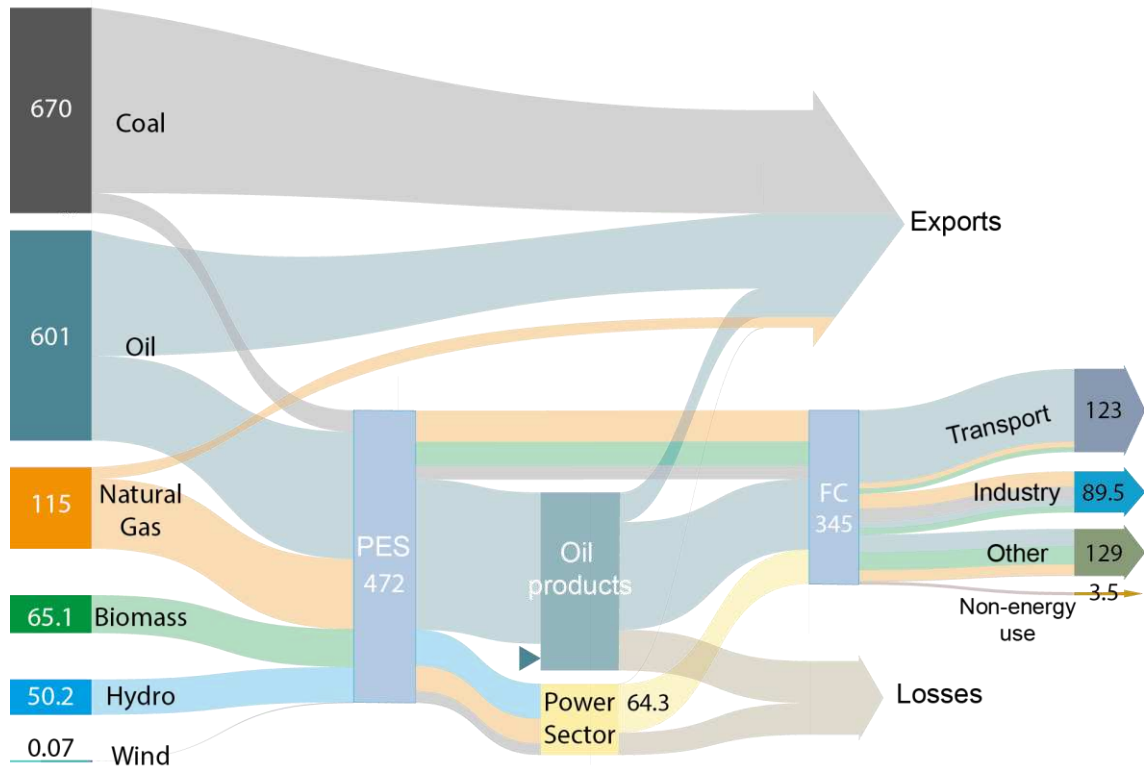 670
Coal
Exports
601
Oil
Transport
123
115
Natural
Gas
PES
472
FC
345
Industry
89.5
Oil
products
Other
129
65.1
Biomass
Non-energy
use
3.5
50.2
Hydro
Power
Sector
64.3
Losses
0.07
Wind